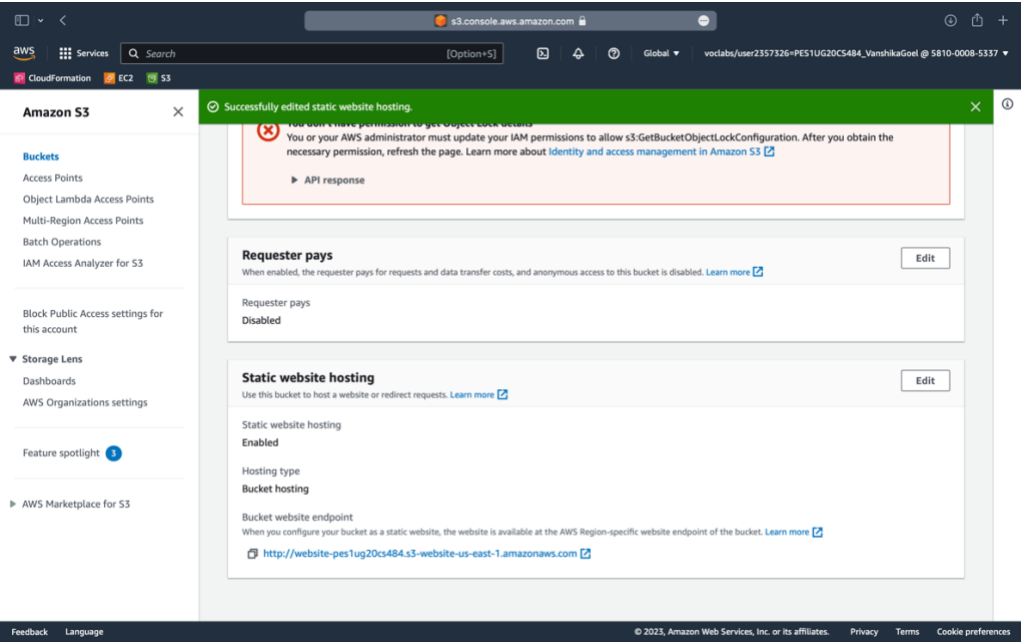 s3.console.aws.amazon.com
aws
Services
Search
[Option+S]
Global
voclabs/user2357326=PES1UG20CS484_VanshikaGoel @ 5810-0008-5337
CloudFormation
EC2
S3
Amazon S3
Buckets
Access Points
Object Lambda Access Points
Multi-Region Access Points
Batch Operations
IAM Access Analyzer for S3
Block Public Access settings for
this account
Storage Lens
Dashboards
AWS Organizations settings
Feature spotlight 3
AWS Marketplace for S3
Successfully edited static website hosting.
You don't have permission to get Object Lock details
You or your AWS administrator must update your IAM permissions to allow s3:GetBucketObjectLockConfiguration. After you obtain the
necessary permission, refresh the page. Learn more about Identity and access management in Amazon S3
API response
Requester pays
When enabled, the requester pays for requests and data transfer costs, and anonymous access to this bucket is disabled. Learn more
Edit
Requester pays
Disabled
Static website hosting
Use this bucket to host a website or redirect requests. Learn more
Edit
Static website hosting
Enabled
Hosting type
Bucket hosting
Bucket website endpoint
When you configure your bucket as a static website, the website is available at the AWS Region-specific website endpoint of the bucket. Learn more
http://website-pes1ug20cs484.s3-website-us-east-1.amazonaws.com
Feedback
Language
© 2023, Amazon Web Services, Inc. or its affiliates.
Privacy
Terms
Cookie preferences